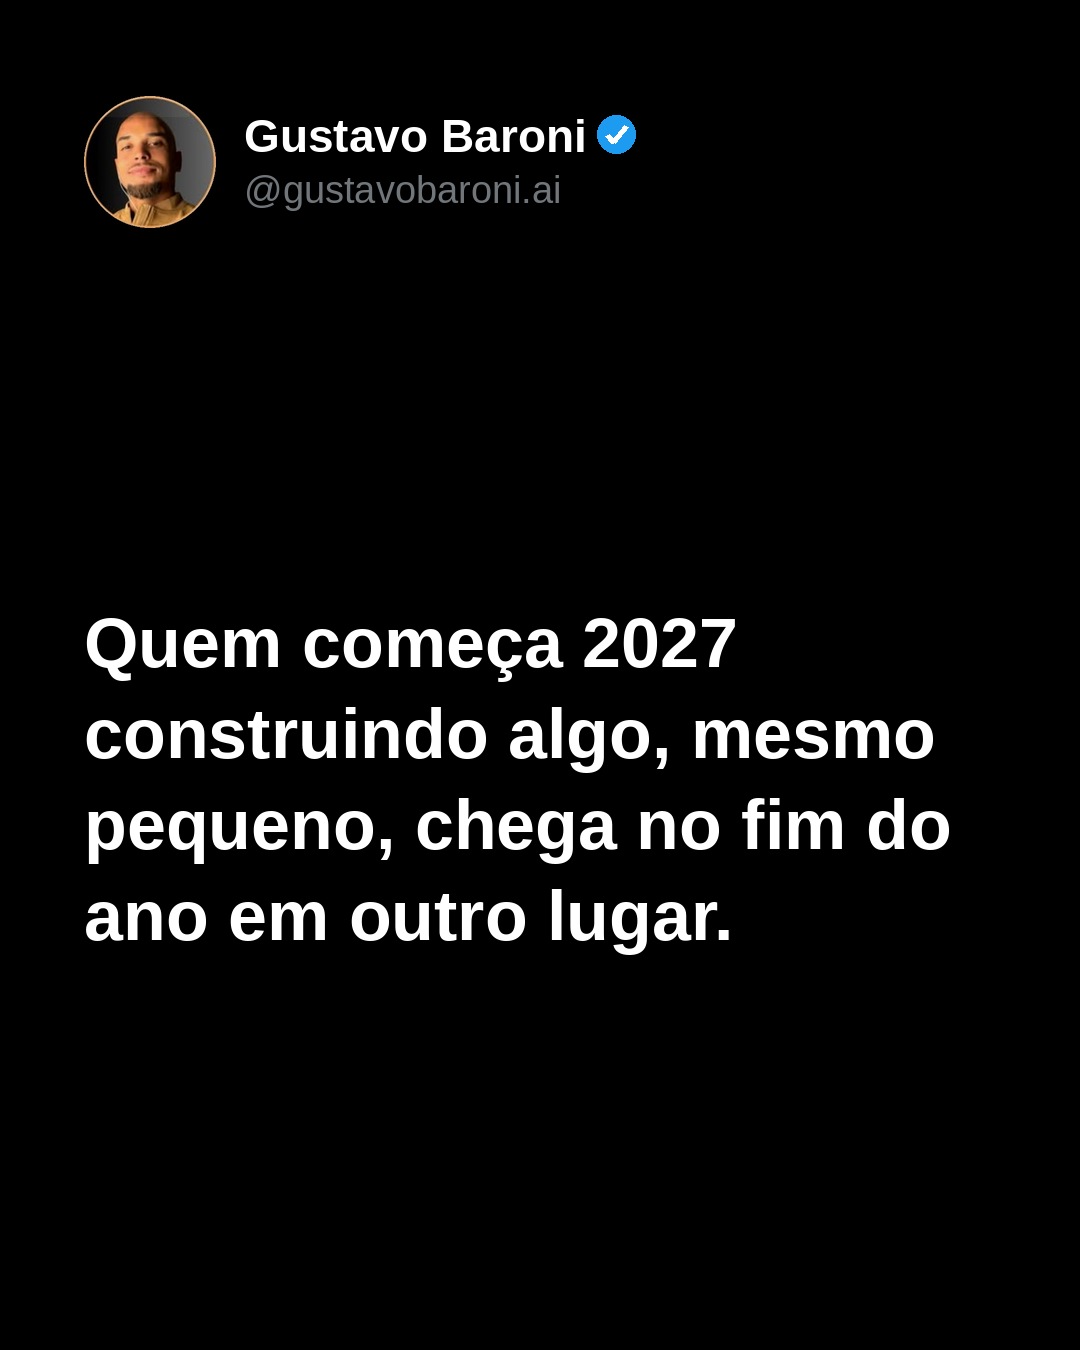 Gustavo Baroni
@gustavobaroni.ai
Quem começa 2027
construindo algo, mesmo
pequeno, chega no fim do
ano em outro lugar.